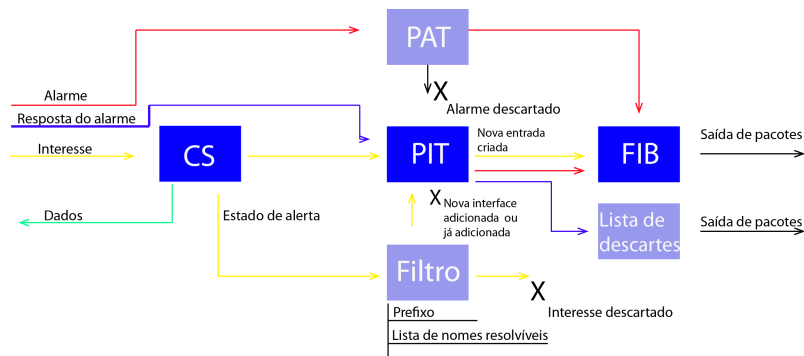 PAT
X
Alarme
Alarme descartado
Resposta do alarme
Interesse
CS
PIT
Nova entrada
criada
FIB
Saída de pacotes
X
Nova interface
adicionada ou
já adicionada
Dados
Estado de alerta
Lista de
descartes
Saída de pacotes
Filtro
X
Interesse descartado
Prefixo
Lista de nomes resolvíveis